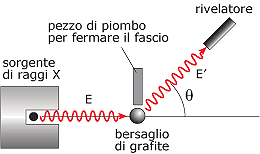 rivelatore
pezzo di piombo
per fermare il fascio
sorgente
di raggi X
E
E’
θ
bersaglio
di grafite